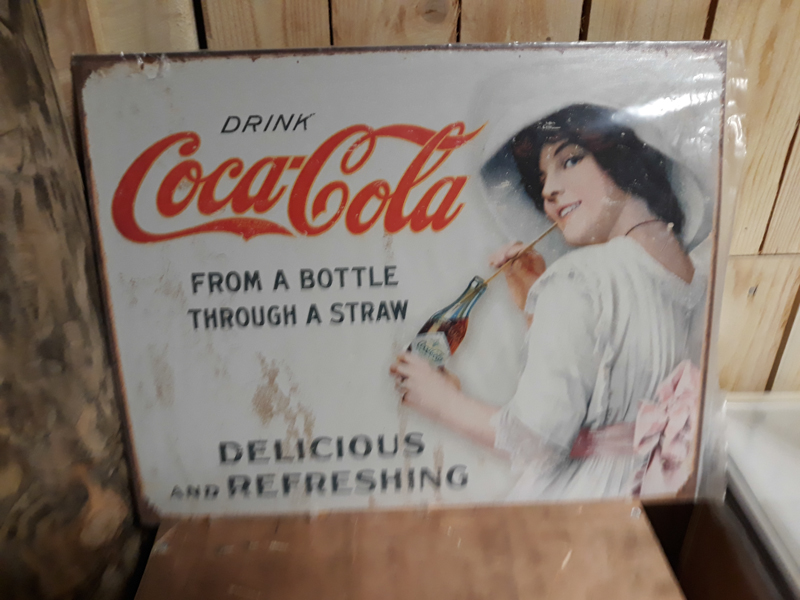 DRINK
Coca-Cola
FROM A BOTTLE
THROUGH A STRAW
DELICIOUS
AND REFRESHING